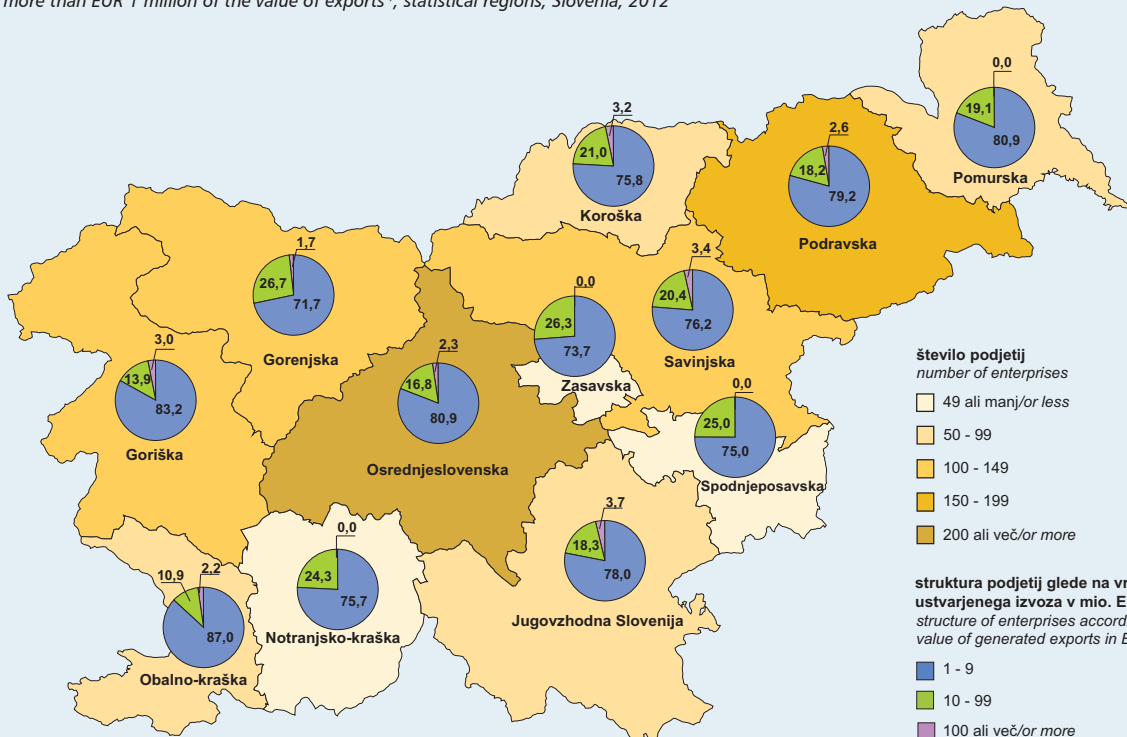 more than EUR 1 million of the value of exports¹⁾, statistical regions, Slovenia, 2012
0,0
19,1
80,9
Pomurska
3,2
21,0
75,8
Koroška
2,6
18,2
79,2
Podravska
1,7
26,7
71,7
Gorenjska
3,4
20,4
76,2
Savinjska
0,0
26,3
73,7
Zasavska
3,0
13,9
83,2
Goriška
2,3
16,8
80,9
Osrednjeslovenska
0,0
25,0
75,0
Spodnjeposavska
0,0
24,3
75,7
Notranjsko-kraška
3,7
18,3
78,0
Jugovzhodna Slovenija
10,9
2,2
87,0
Obalno-kraška
število podjetij
number of enterprises
49 ali manj/or less
50 - 99
100 - 149
150 - 199
200 ali več/or more
struktura podjetij glede na
ustvarjenega izvoza v mio.
structure of enterprises
value of generated exports in
1 - 9
10 - 99
100 ali več/or more